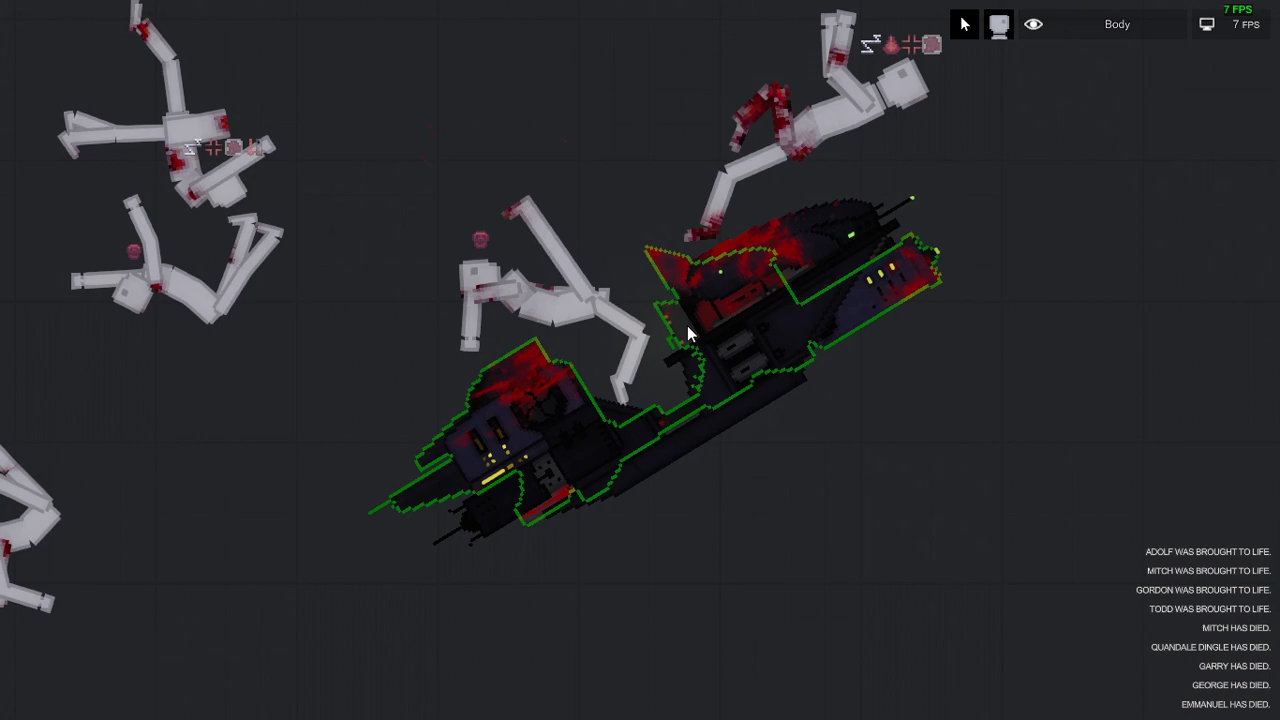 7 FPS
Body
7 FPS
ADOLF WAS BROUGHT TO LIFE.
MITCH WAS BROUGHT TO LIFE.
GORDON WAS BROUGHT TO LIFE.
TODD WAS BROUGHT TO LIFE.
MITCH HAS DIED.
QUANDALE DINGLE HAS DIED.
GARRY HAS DIED.
GEORGE HAS DIED.
EMMANUEL HAS DIED.